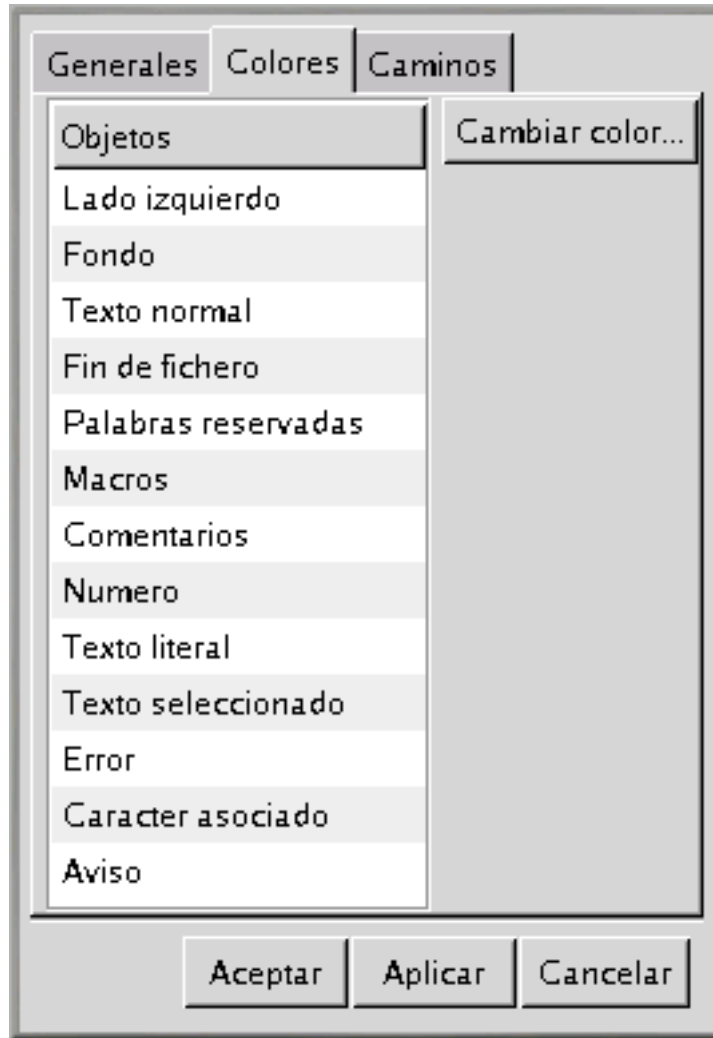 Generales Colores Caminos
Objetos Cambiar color...
Lado izquierdo
Fondo
Texto normal
Fin de fichero
Palabras reservadas
Macros
Comentarios
Numero
Texto literal
Texto seleccionado
Error
Caracter asociado
Aviso
Aceptar Aplicar Cancelar